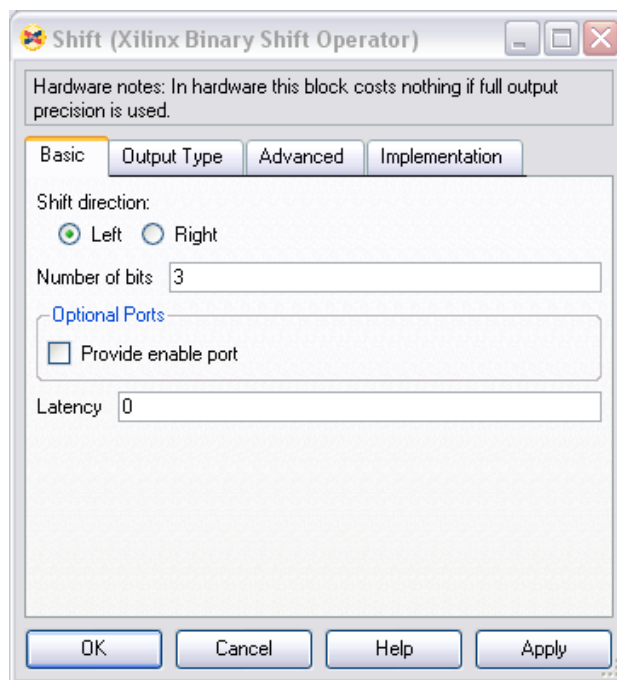 Shift (Xilinx Binary Shift Operator)
Hardware notes: In hardware this block costs nothing if full output
precision is used.
Basic Output Type Advanced Implementation
Shift direction:
Left Right
Number of bits 3
Optional Ports
Provide enable port
Latency 0
OK Cancel Help Apply